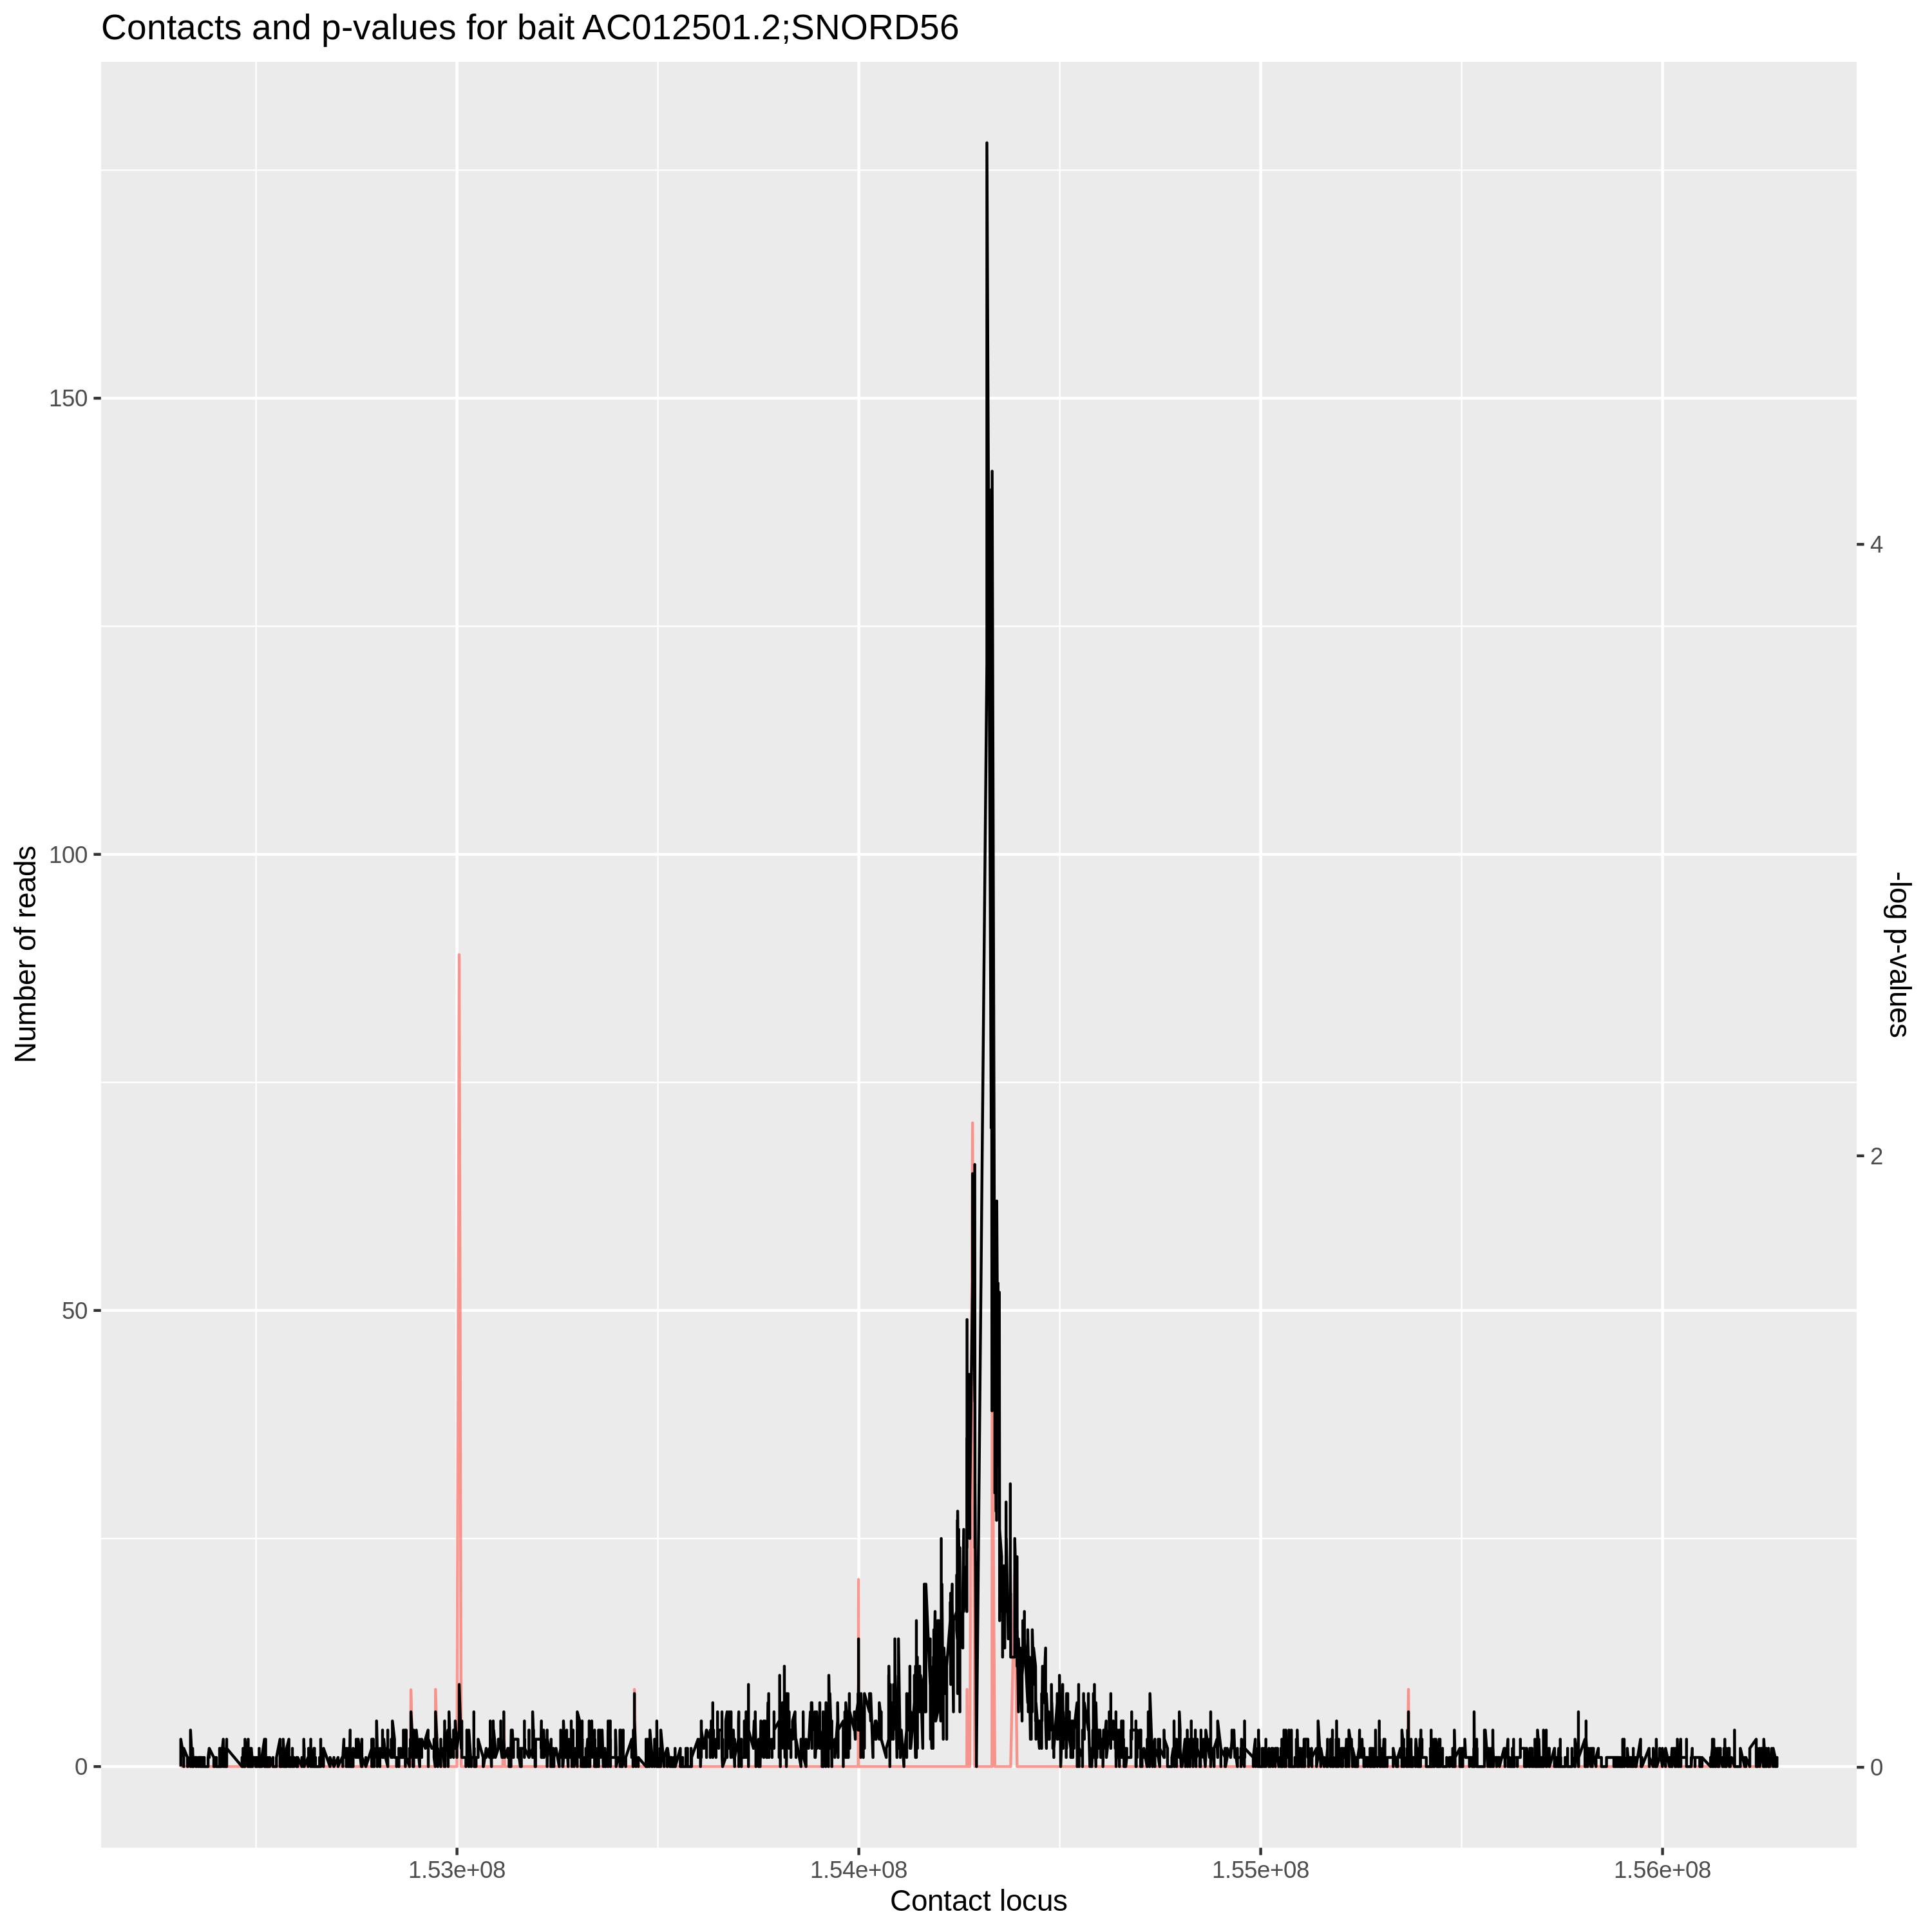 Contacts and p-values for bait AC012501.2;SNORD56
Number of reads
150
100
50
0
4
2
0
-log p-values
1.53e+08
1.54e+08
1.55e+08
1.56e+08
Contact locus